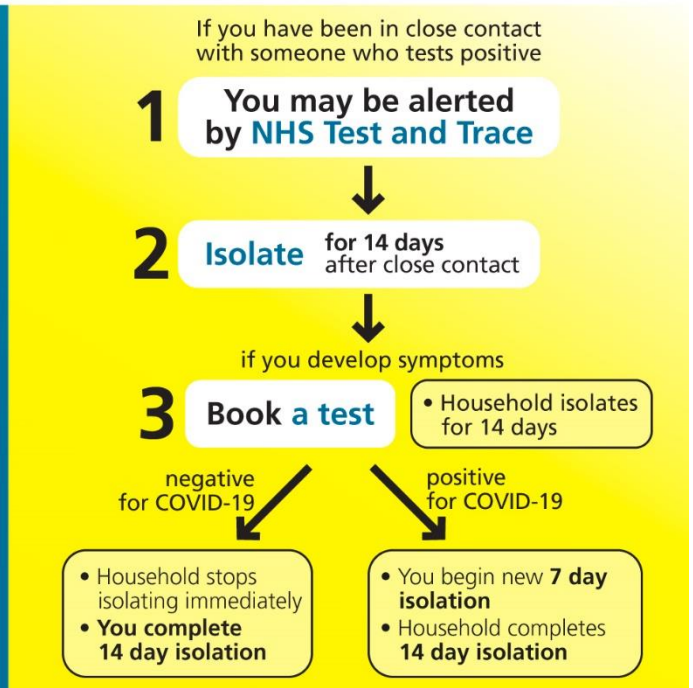 If you have been in close contact
with someone who tests positive
1
You may be alerted
by NHS Test and Trace
2
Isolate
for 14 days
after close contact
if you develop symptoms
3
Book a test
• Household isolates
for 14 days
negative
for COVID-19
positive
for COVID-19
• Household stops
isolating immediately
• You complete
14 day isolation
• You begin new 7 day
isolation
• Household completes
14 day isolation